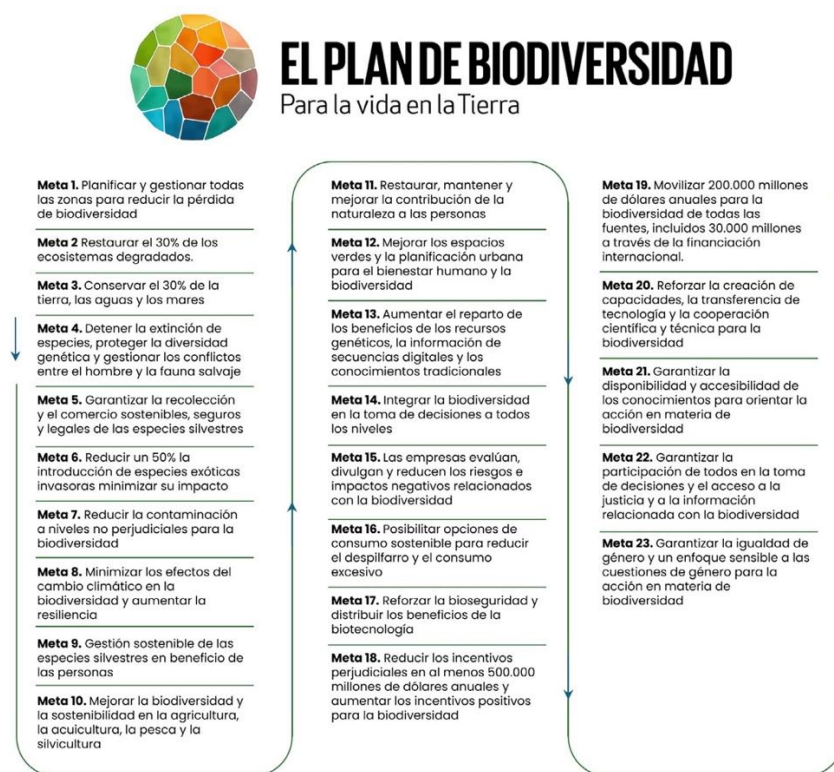 EL PLAN DE BIODIVERSIDAD
Para la vida en la Tierra
Meta 1. Planificar y gestionar todas
las zonas para reducir la pérdida
de biodiversidad
Meta 2 Restaurar el 30% de los
ecosistemas degradados.
Meta 3. Conservar el 30% de la
tierra, las aguas y los mares
Meta 4. Detener la extinción de
especies, proteger la diversidad
genética y gestionar los conflictos
entre el hombre y la fauna salvaje
Meta 5. Garantizar la recolección
y el comercio sostenibles, seguros
y legales de las especies silvestres
Meta 6. Reducir un 50% la
introducción de especies exóticas
invasoras minimizar su impacto
Meta 7. Reducir la contaminación
a niveles no perjudiciales para la
biodiversidad
Meta 8. Minimizar los efectos del
cambio climático en la
biodiversidad y aumentar la
resiliencia
Meta 9. Gestión sostenible de las
especies silvestres en beneficio de
las personas
Meta 10. Mejorar la biodiversidad y
la sostenibilidad en la agricultura,
la acuicultura, la pesca y la
silvicultura
Meta 11. Restaurar, mantener y
mejorar la contribución de la
naturaleza a las personas
Meta 12. Mejorar los espacios
verdes y la planificación urbana
para el bienestar humano y la
biodiversidad
Meta 13. Aumentar el reparto de
los beneficios de los recursos
genéticos, la información de
secuencias digitales y los
conocimientos tradicionales
Meta 14. Integrar la biodiversidad
en la toma de decisiones a todos
los niveles
Meta 15. Las empresas evalúan,
divulgan y reducen los riesgos e
impactos negativos relacionados
con la biodiversidad
Meta 16. Posibilitar opciones de
consumo sostenible para reducir
el despilfarro y el consumo
excesivo
Meta 17. Reforzar la bioseguridad y
distribuir los beneficios de la
biotecnología
Meta 18. Reducir los incentivos
perjudiciales en al menos 500.000
millones de dólares anuales y
aumentar los incentivos positivos
para la biodiversidad
Meta 19. Movilizar 200.000 millones
de dólares anuales para la
biodiversidad de todas las
fuentes, incluidos 30.000 millones
a través de la financiación
internacional.
Meta 20. Reforzar la creación de
capacidades, la transferencia de
tecnología y la cooperación
científica y técnica para la
biodiversidad
Meta 21. Garantizar la
disponibilidad y accesibilidad de
los conocimientos para orientar la
acción en materia de
biodiversidad
Meta 22. Garantizar la
participación de todos en la toma
de decisiones y el acceso a la
justicia y a la información
relacionada con la biodiversidad
Meta 23. Garantizar la igualdad de
género y un enfoque sensible a las
cuestiones de género para la
acción en materia de
biodiversidad